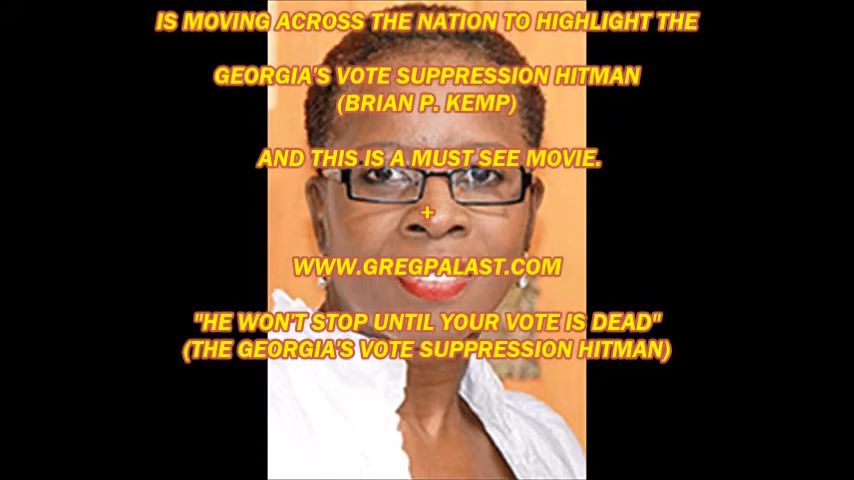 IS MOVING ACROSS THE NATION TO HIGHLIGHT THE
GEORGIA'S VOTE SUPPRESSION HITMAN
(BRIAN P. KEMP)
AND THIS IS A MUST SEE MOVIE.
+
WWW.GREGPALAST.COM
"HE WON'T STOP UNTIL YOUR VOTE IS DEAD"
(THE GEORGIA'S VOTE SUPPRESSION HITMAN)